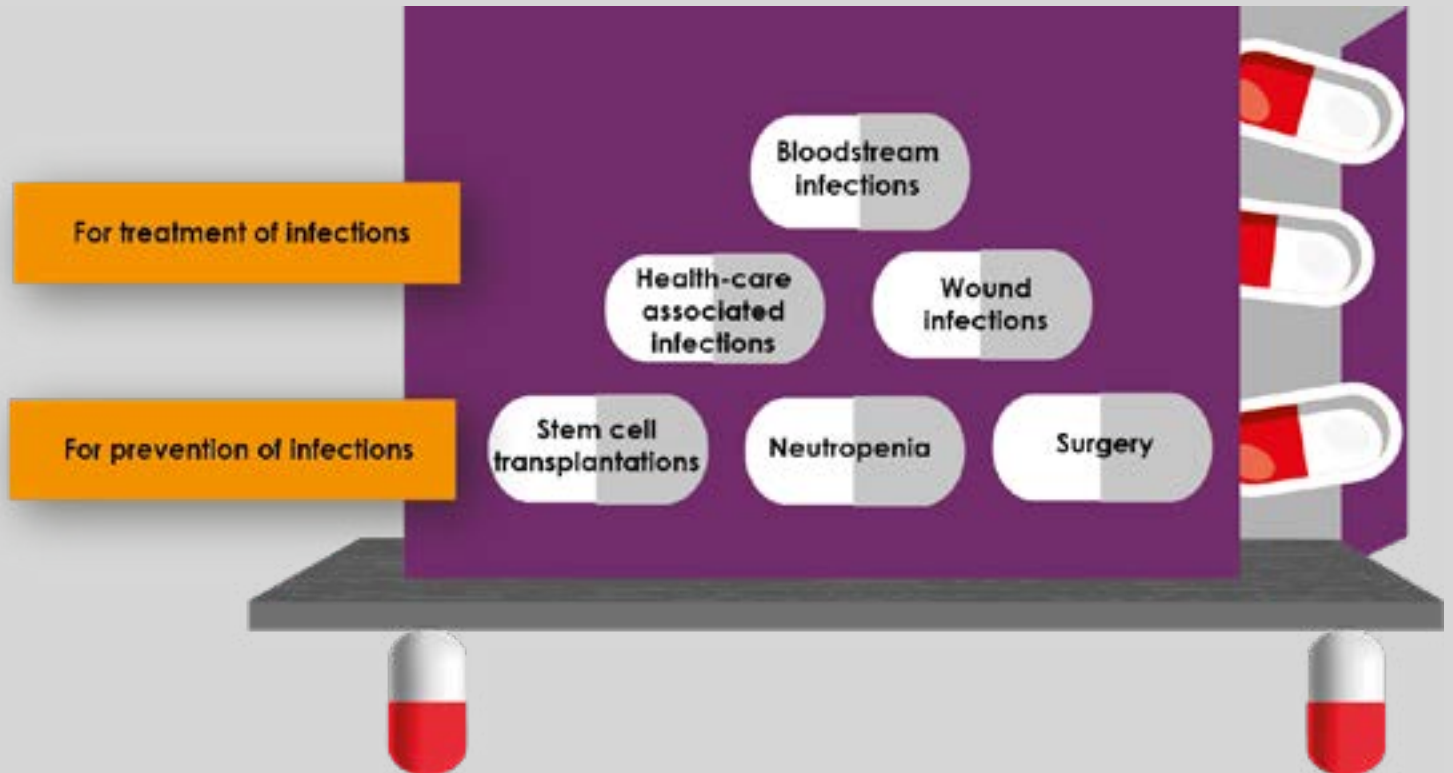 Bloodstream
infections
For treatment of infections
Health-care
associated
infections
Wound
infections
For prevention of infections
Stem cell
transplantations
Neutropenia
Surgery